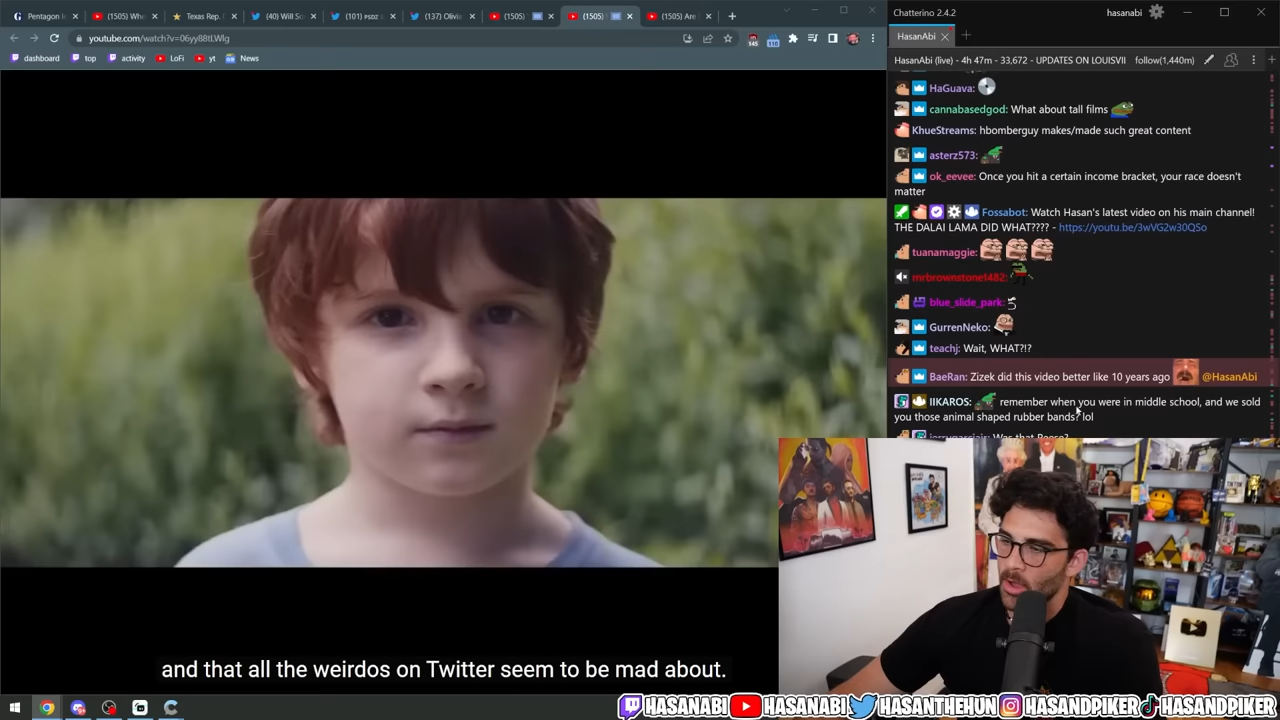 Pentagon l
(1505) Whe
Texas Rep.
(40) Will So
(101) psoz
(137) Olivi
(1505)
(1505)
(1505) Are
youtube.com/watch?v=06yy88tLWlg
145
110
dashboard
top
activity
LoFi
yt
News
and that all the weirdos on Twitter seem to be mad about.
Chatterino 2.4.2
hasanabi
HasanAbi
HasanAbi (live) - 4h 47m - 33,672 - UPDATES ON LOUISVII
follow(1,440m)
HaGuava:
cannabasedgod: What about tall films
KhueStreams: hbomberguy makes/made such great content
asterz573:
ok_eevee: Once you hit a certain income bracket, your race doesn't
matter
Fossabot: Watch Hasan's latest video on his main channel!
THE DALAI LAMA DID WHAT???? - https://youtu.be/3wVG2w30QSo
tuanamaggie:
mrbrownstone1482:
blue_slide_park:
GurrenNeko:
teachj: Wait, WHAT?!?
BaeRan: Zizek did this video better like 10 years ago @HasanAbi
IIKAROS: remember when you were in middle school, and we sold
you those animal shaped rubber bands? lol
HASANABI HASANABI HASANTHEHUN HASANDPIKER HASANDPIKER